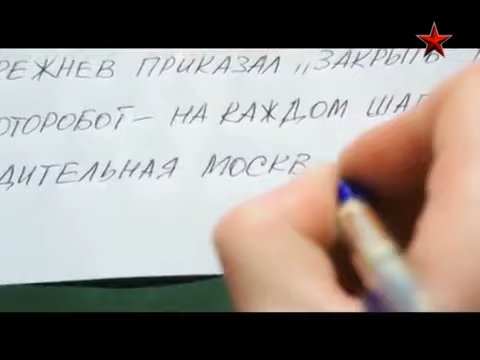 РЕЖНЕВ ПРИКАЗАЛ „ЗАКРЫТЬ
ОТОРОБОТ — НА КАЖДОМ ШАГ
ДИТЕЛЬНАЯ МОСКВ